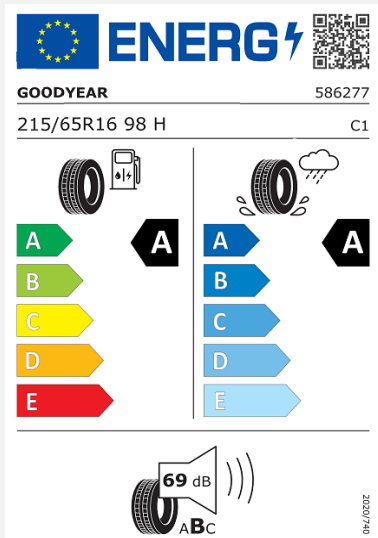 ENERG
GOODYEAR 586277
215/65R16 98 H C1
A A A A
B B
C C
D D
E E
69 dB
ABC
2020/740